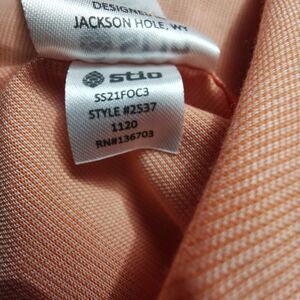 DESIGNED
JACKSON HOLE, WY
stio
SS21FOC3
STYLE #2537
1120
RN#136703